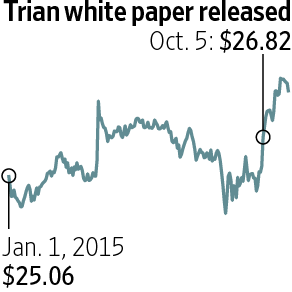 Trian white paper released
Oct. 5: $26.82
Jan. 1, 2015
$25.06